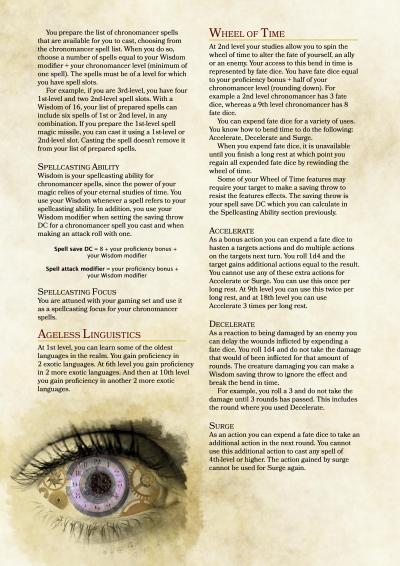 You prepare the list of chronomancer spells
that are available for you to cast, choosing from
the chronomancer spell list. When you do so,
choose a number of spells equal to your Wisdom
modifier + your chronomancer level (minimum of
one spell). The spells must be of a level for which
you have spell slots.
For example, if you are 3rd-level, you have four
1st-level and two 2nd-level spell slots. With a
Wisdom of 16, your list of prepared spells can
include six spells of 1st or 2nd level, in any
combination. If you prepare the 1st-level spell
magic missile, you can cast it using a 1st-level or
2nd-level slot. Casting the spell doesn't remove it
from your list of prepared spells.
Spellcasting Ability
Wisdom is your spellcasting ability for
chronomancer spells, since the power of your
magic relies of your eternal studies of time. You
use your Wisdom whenever a spell refers to your
spellcasting ability. In addition, you use your
Wisdom modifier when setting the saving throw
DC for a chronomancer spell you cast and when
making an attack roll with one.
Spell save DC = 8 + your proficiency bonus +
your Wisdom modifier
Spell attack modifier = your proficiency bonus +
your Wisdom modifier
Spellcasting Focus
You are attuned with your gaming set and use it
as a spellcasting focus for your chronomancer
spells.
Ageless Linguistics
At 1st level, you can learn some of the oldest
languages in the realm. You gain proficiency in
2 exotic languages. At 6th level you gain proficiency
in 2 more exotic languages. And then at 10th level
you gain proficiency in another 2 more exotic
languages.
Wheel of Time
At 2nd level your studies allow you to spin the
wheel of time to alter the fate of yourself, an ally
or an enemy. Your access to this bend in time is
represented by fate dice. You have fate dice equal
to your proficiency bonus + half of your
chronomancer level (rounding down). For
example a 2nd level chronomancer has 3 fate
dice, whereas a 9th level chronomancer has 8
fate dice.
You can expend fate dice for a variety of uses.
You know how to bend time to do the following:
Accelerate, Decelerate and Surge.
When you expend fate dice, it is unavailable
until you finish a long rest at which point you
regain all expended fate dice by rewinding the
wheel of time.
Some of your Wheel of Time features may
require your target to make a saving throw to
resist the features effects. The saving throw is
your spell save DC which you can calculate in
the Spellcasting Ability section previously.
Accelerate
As a bonus action you can expend a fate dice to
hasten a targets actions and do multiple actions
on the targets next turn. You roll 1d4 and the
target gains additional actions equal to the result.
You cannot use any of these extra actions for
Accelerate or Surge. You can use this once per
long rest. At 9th level you can use this twice per
long rest, and at 18th level you can use
Accelerate 3 times per long rest.
Decelerate
As a reaction to being damaged by an enemy you
can delay the wounds inflicted by expending a
fate dice. You roll 1d4 and do not take the damage
that would of been inflicted for that amount of
rounds. The creature damaging you can make a
Wisdom saving throw to ignore the effect and
break the bend in time.
For example, you roll a 3 and do not take the
damage until 3 rounds has passed. This includes
the round where you used Decelerate.
Surge
As an action you can expend a fate dice to take an
additional action in the next round. You cannot
use this additional action to cast any spell of
4th-level or higher. The action gained by surge
cannot be used for Surge again.